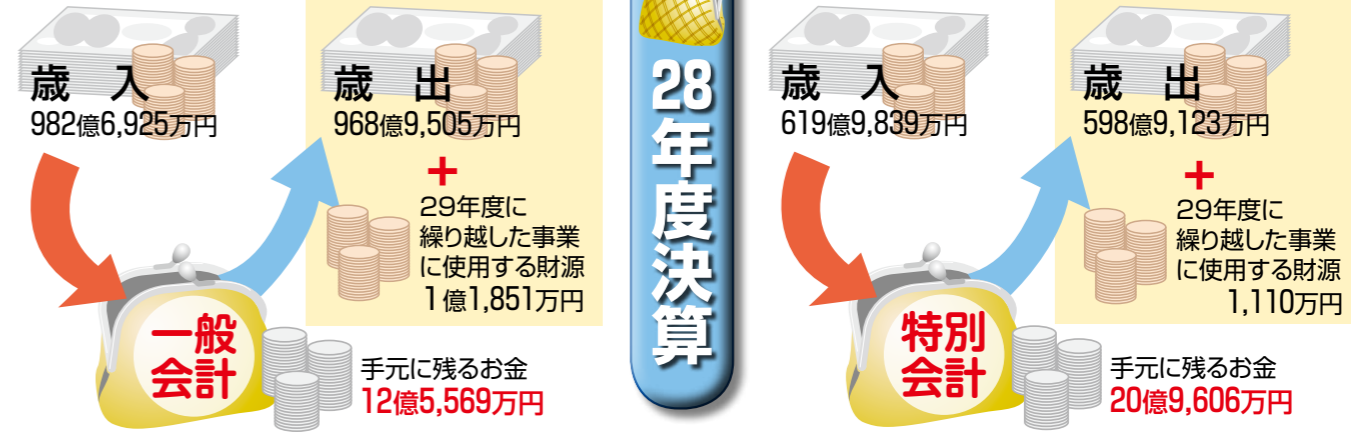 歳 入
982億6,925万円
歳 出
968億9,505万円
+
29年度に
繰り越した事業
に使用する財源
1億1,851万円
一般
会計
手元に残るお金
12億5,569万円
28年度決算
歳 入
619億9,839万円
歳 出
598億9,123万円
+
29年度に
繰り越した事業
に使用する財源
1,110万円
特別
会計
手元に残るお金
20億9,606万円